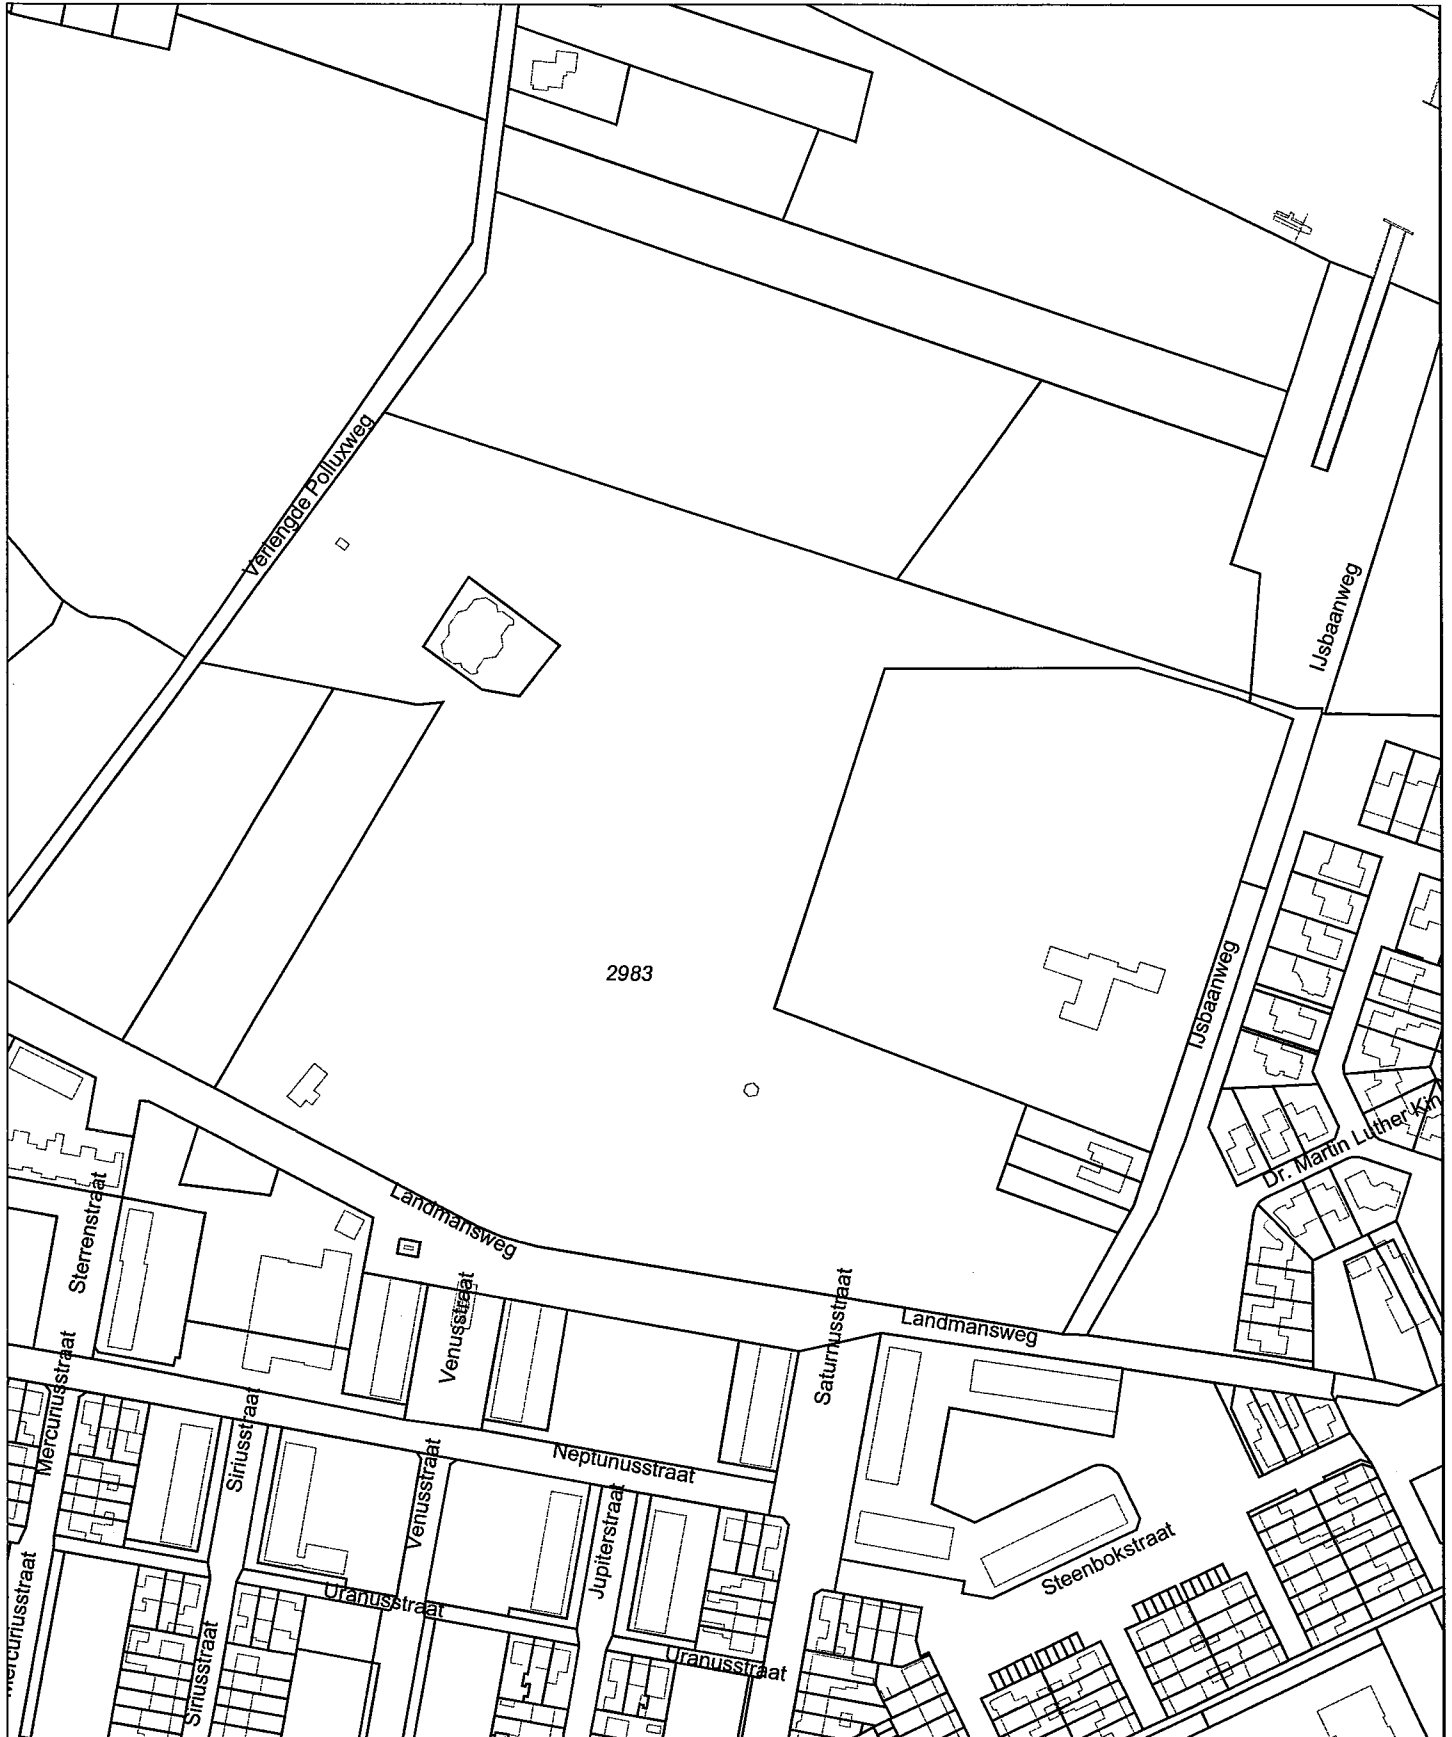 Verlengde Polluxweg
IJsbaanweg
2983
IJsbaanweg
Dr. Martin Luther Kin
Landmansweg
Sterrenstraat
Venusstraat
Saturnusstraat
Landmansweg
Mercuriusstraat
Siriusstraat
Venusstraat
Neptunusstraat
Jupiterstraat
Steenbokstraat
Mercuriusstraat
Uranusstraat
Siriusstraat
Uranusstraat